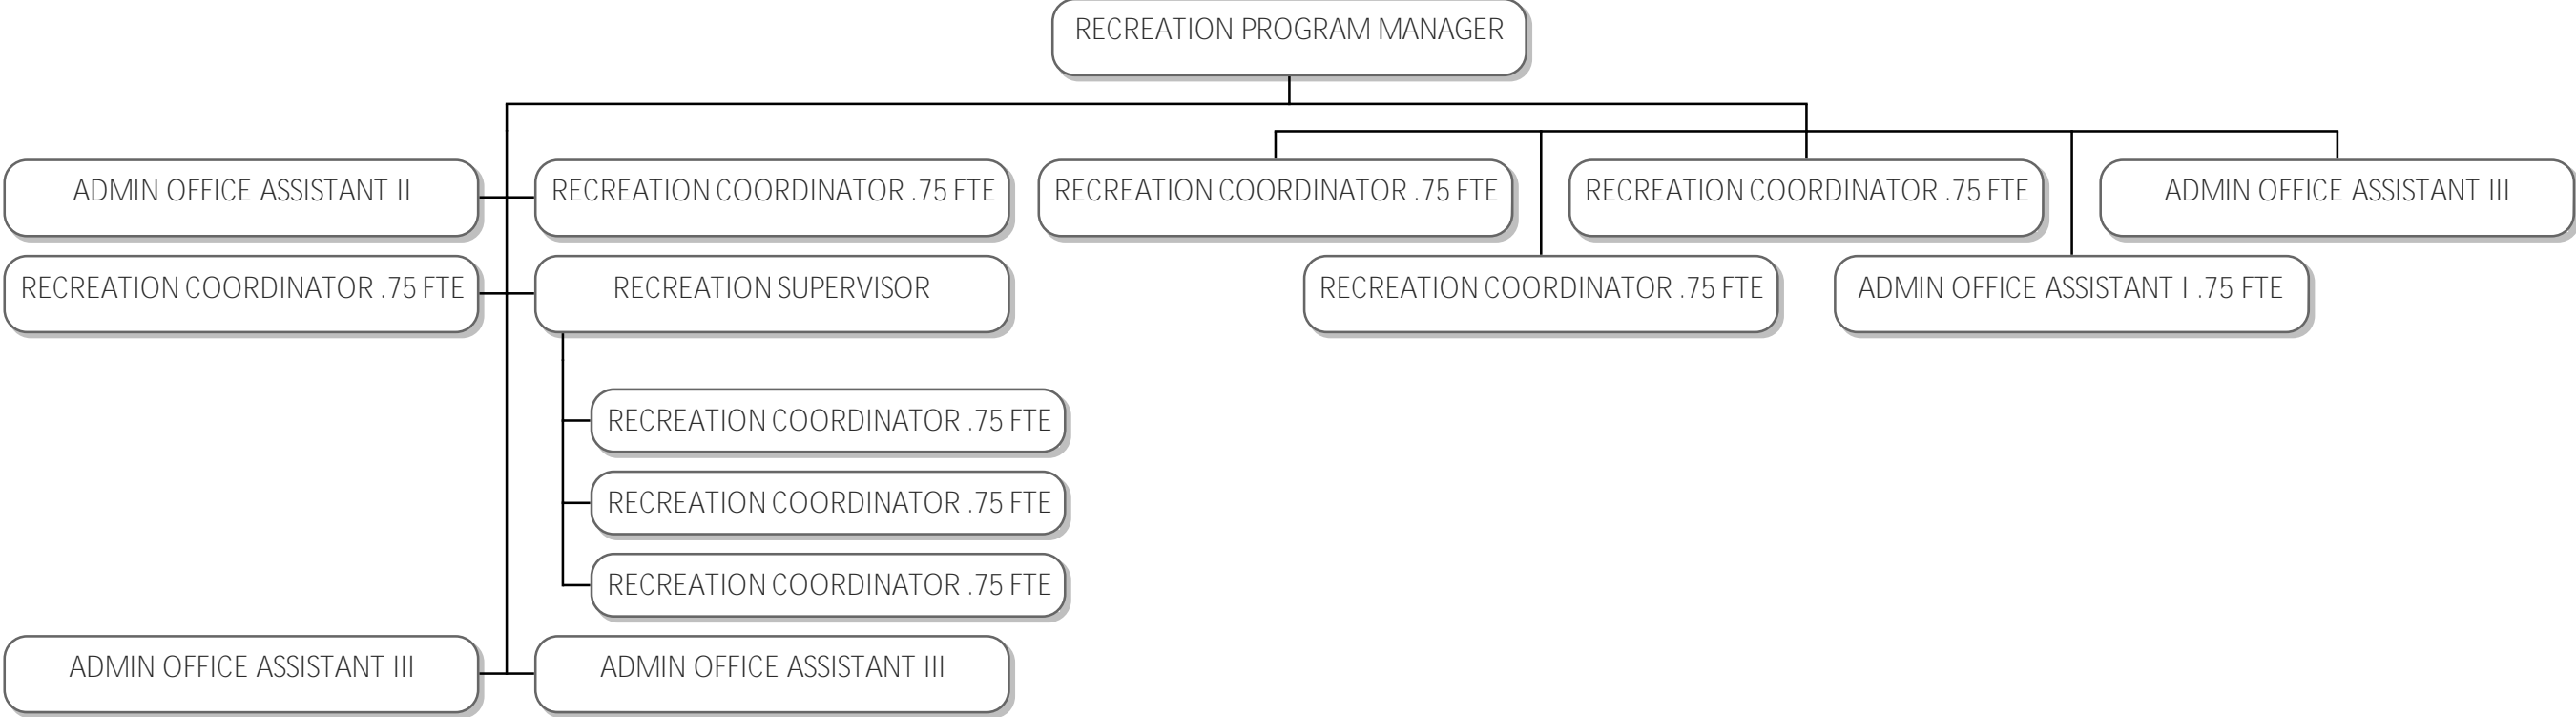 RECREATION PROGRAM MANAGER
ADMIN OFFICE ASSISTANT II
RECREATION COORDINATOR .75 FTE
RECREATION COORDINATOR .75 FTE
RECREATION COORDINATOR .75 FTE
ADMIN OFFICE ASSISTANT III
RECREATION COORDINATOR .75 FTE
RECREATION SUPERVISOR
RECREATION COORDINATOR .75 FTE
ADMIN OFFICE ASSISTANT I .75 FTE
RECREATION COORDINATOR .75 FTE
RECREATION COORDINATOR .75 FTE
RECREATION COORDINATOR .75 FTE
ADMIN OFFICE ASSISTANT III
ADMIN OFFICE ASSISTANT III